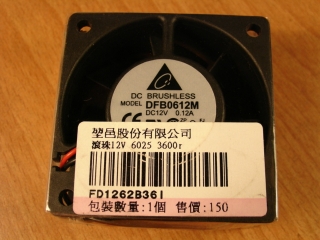 DC BRUSHLESS
MODEL DFB0612M
DC12V 0.12A
堃邑股份有限公司
滾珠12V 6025 3600r
FD1262B36I
包裝數量:1個 售價:150